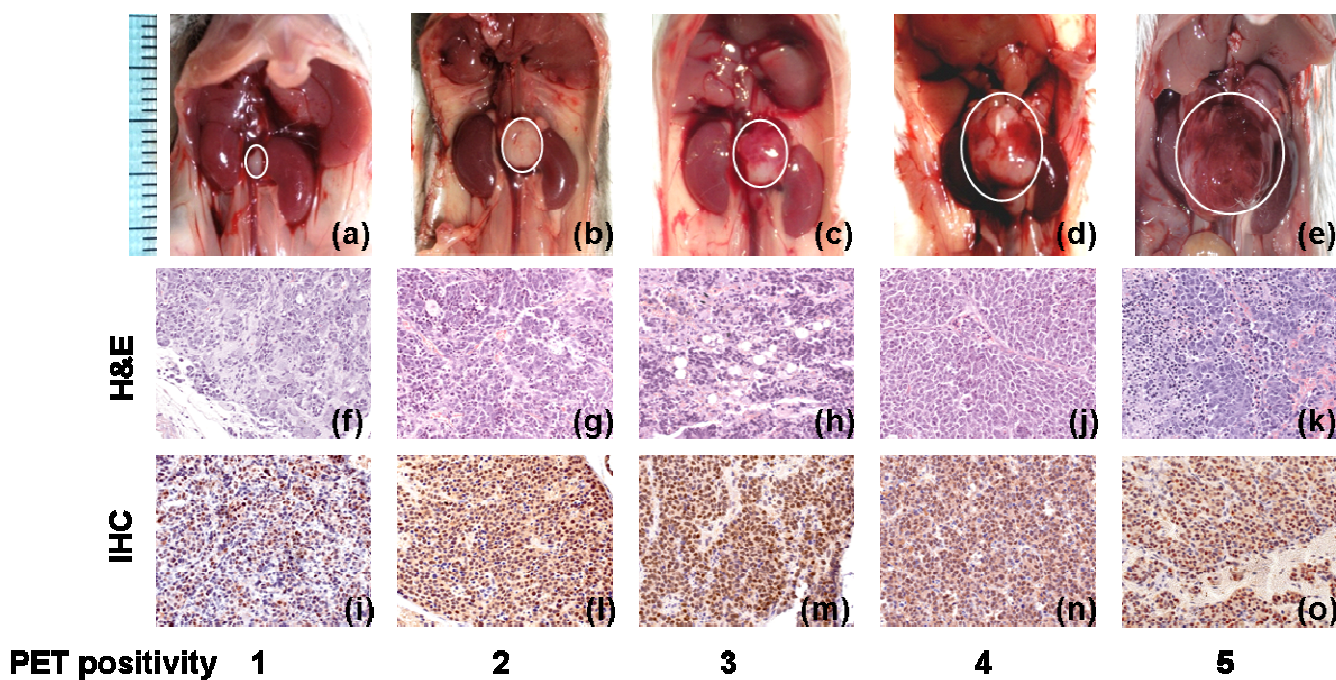 (a) (b) (c) (d) (e)
H&E
(f) (g) (h) (j) (k)
IHC
(i) (l) (m) (n) (o)
PET positivity 1 2 3 4 5